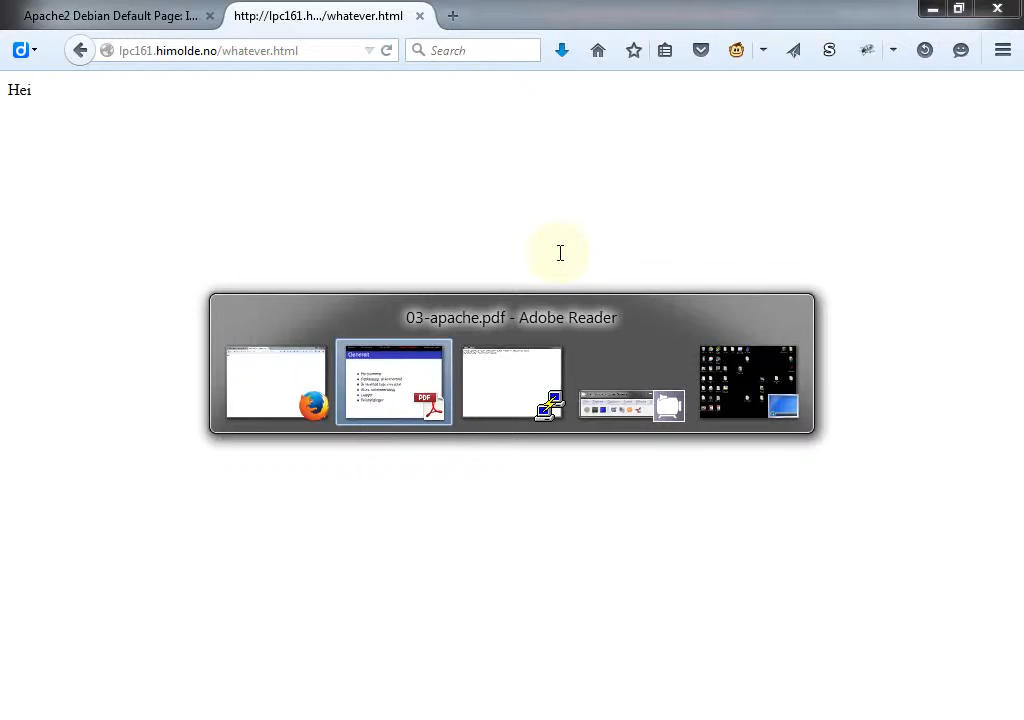 Apache2 Debian Default Page: I...
http://lpc161.h.../whatever.html
lpc161.himolde.no/whatever.html
Search
Hei
03-apache.pdf - Adobe Reader
Generelt
PDF